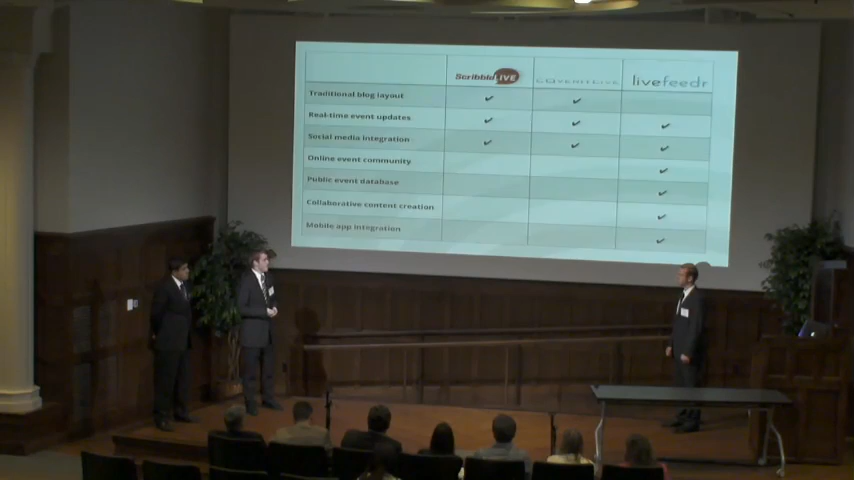 ScribbleLIVE COVERITLIVE livefeedr
Traditional blog layout ✔ ✔
Real-time event updates ✔ ✔ ✔
Social media integration ✔ ✔ ✔
Online event community ✔
Public event database ✔
Collaborative content creation ✔
Mobile app integration ✔